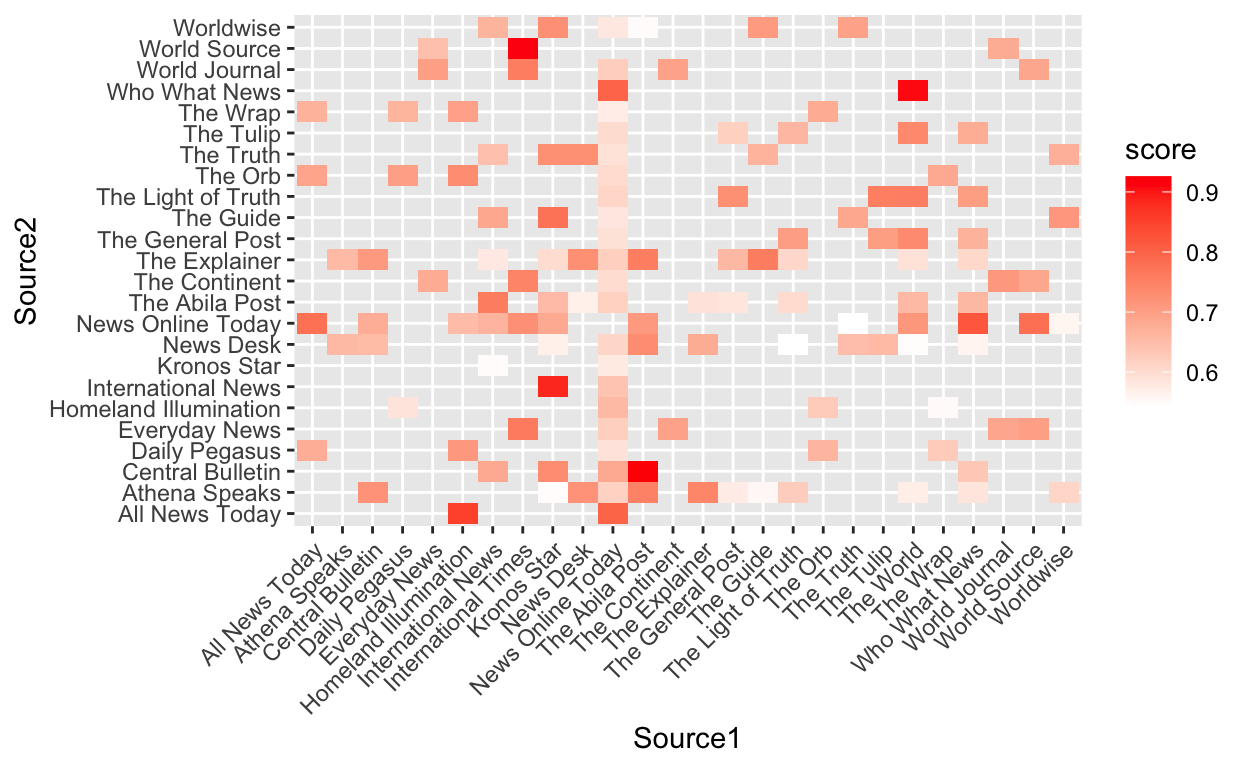 Worldwise
World Source
World Journal
Who What News
The Wrap
The Tulip
The Truth
The Orb
The Light of Truth
The Guide
The General Post
The Explainer
The Continent
The Abila Post
News Online Today
News Desk
Kronos Star
International News
Homeland Illumination
Everyday News
Daily Pegasus
Central Bulletin
Athena Speaks
All News Today
Source2
All News Today
Athena Speaks
Central Bulletin
Daily Pegasus
Everyday News
Homeland Illumination
International News
International Times
Kronos Star
News Desk
News Online Today
The Abila Post
The Continent
The Explainer
The General Post
The Guide
The Light of Truth
The Orb
The Truth
The Tulip
The World
The Wrap
Who What News
World Journal
World Source
Worldwise
Source1
score
0.9
0.8
0.7
0.6